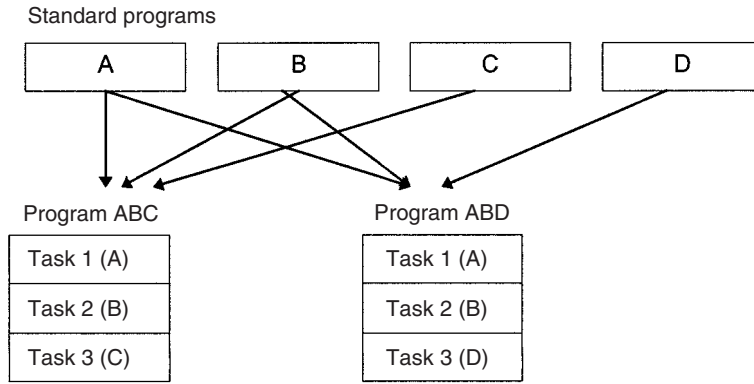 Standard programs
A B C D
Program ABC Program ABD
Task 1 (A) Task 1 (A)
Task 2 (B) Task 2 (B)
Task 3 (C) Task 3 (D)